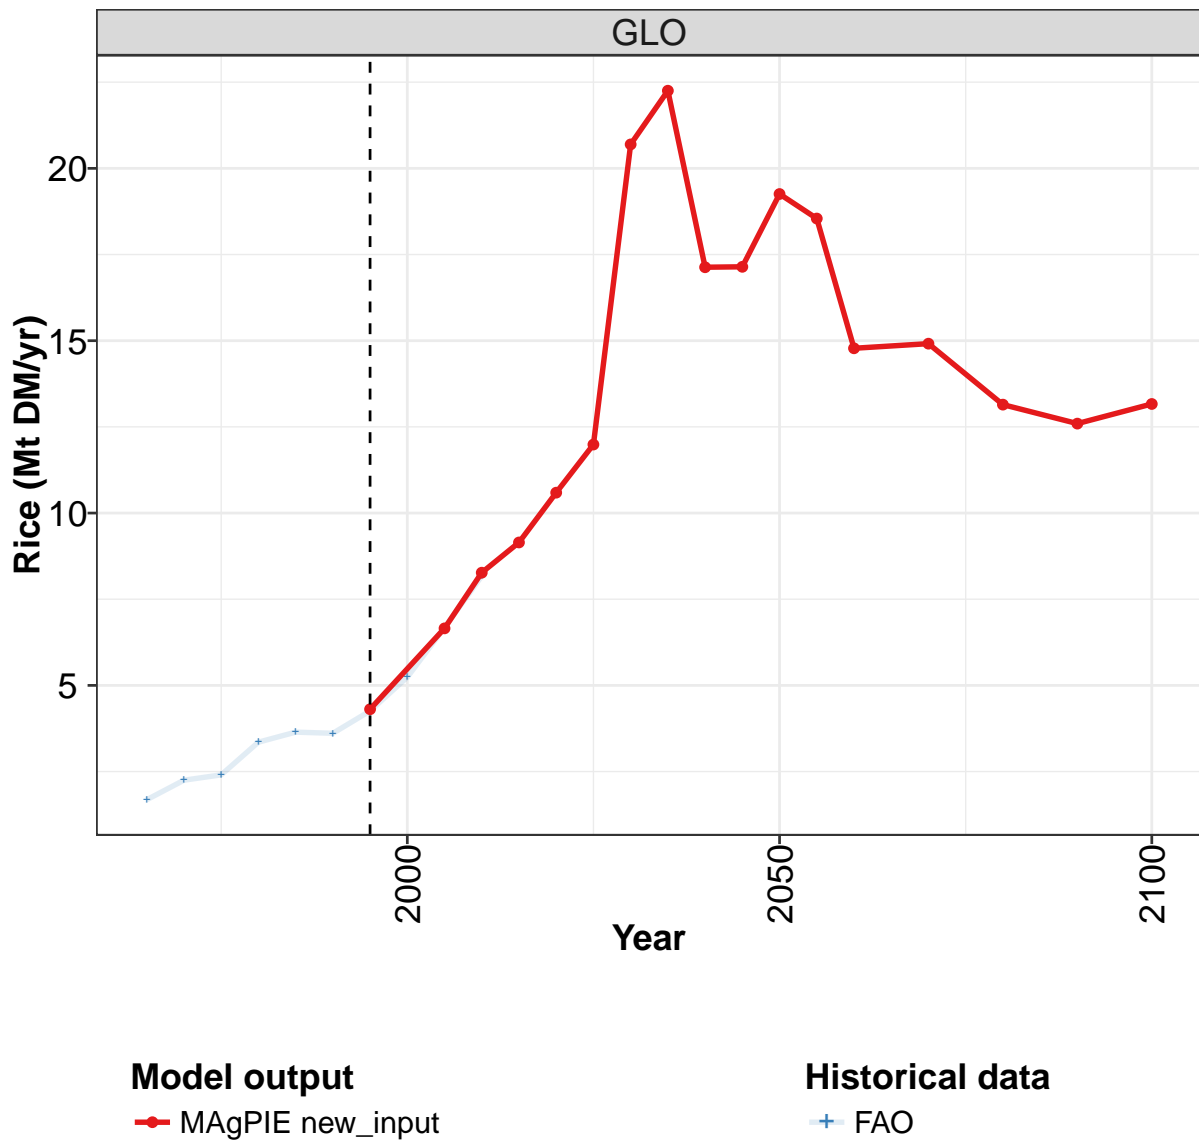 GLO
Rice (Mt DM/yr)
20
15
10
5
2000
2050
2100
Year
Model output
MAgPIE new_input
Historical data
FAO